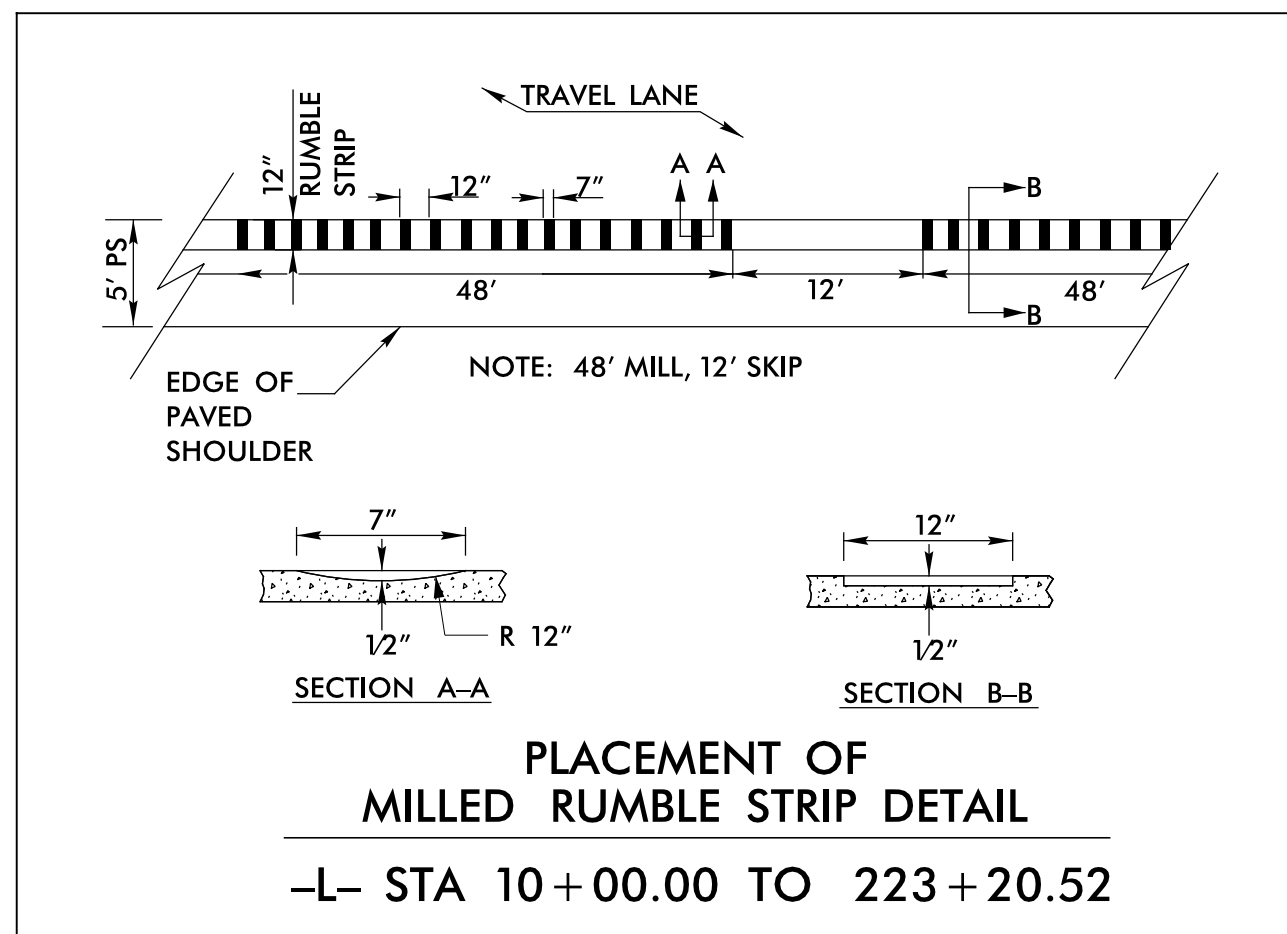 TRAVEL LANE
12″
RUMBLE
STRIP
12″
7″
A A
B
5′ PS
48′
12′
48′
B
NOTE: 48′ MILL, 12′ SKIP
EDGE OF
PAVED
SHOULDER
7″
1/2″
R 12″
SECTION A–A
12″
1/2″
SECTION B–B
PLACEMENT OF
MILLED RUMBLE STRIP DETAIL
–L– STA 10+00.00 TO 223+20.52